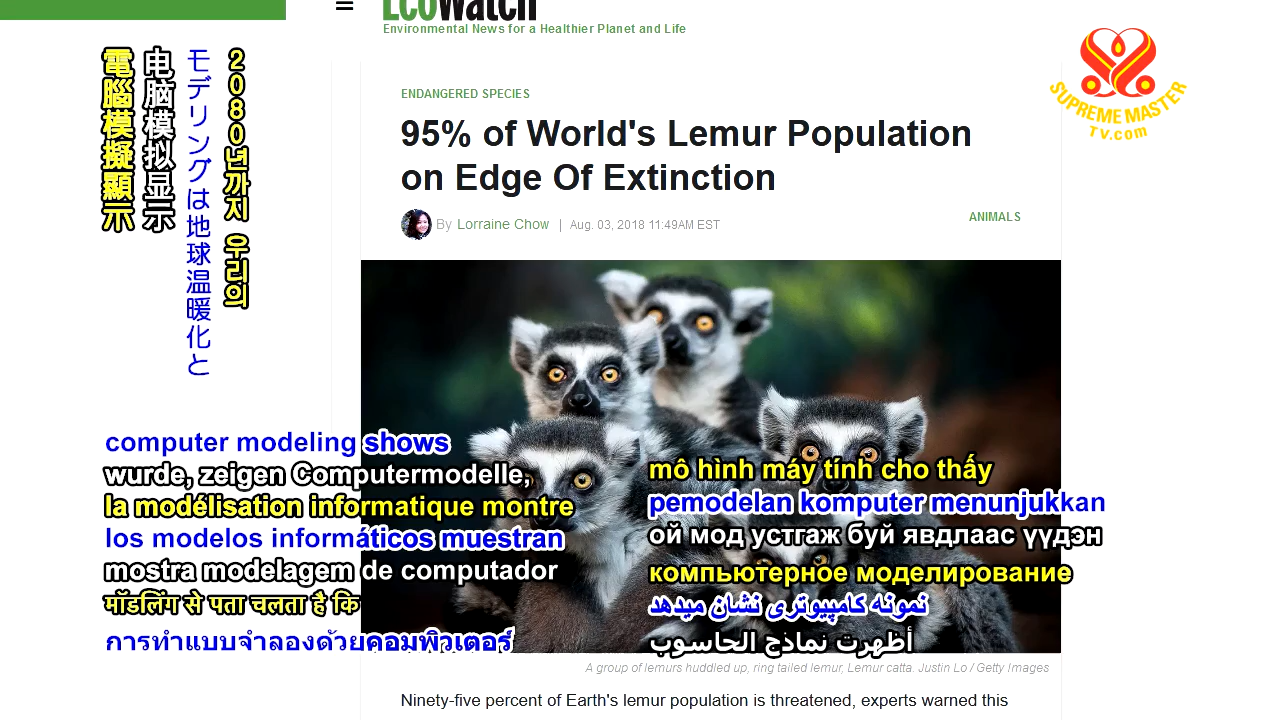 EcoWatch
Environmental News for a Healthier Planet and Life
SUPREME MASTER
TV.com
電腦模擬顯示
电脑模拟显示
モデリングは地球温暖化と
2080년까지 우리의
ENDANGERED SPECIES
95% of World's Lemur Population
on Edge Of Extinction
By Lorraine Chow | Aug. 03, 2018 11:49AM EST
ANIMALS
computer modeling shows
wurde, zeigen Computermodelle,
la modélisation informatique montre
los modelos informáticos muestran
mostra modelagem de computador
मॉडलिंग से पता चलता है कि
การทำแบบจำลองด้วยคอมพิวเตอร์
mô hình máy tính cho thấy
pemodelan komputer menunjukkan
ой мод устгаж буй явдлаас үүдэн
компьютерное моделирование
نمونه کامپیوتری نشان میدهد
أظهرت نماذج الحاسوب
A group of lemurs huddled up, ring tailed lemur, Lemur catta. Justin Lo / Getty Images
Ninety-five percent of Earth's lemur population is threatened, experts warned this